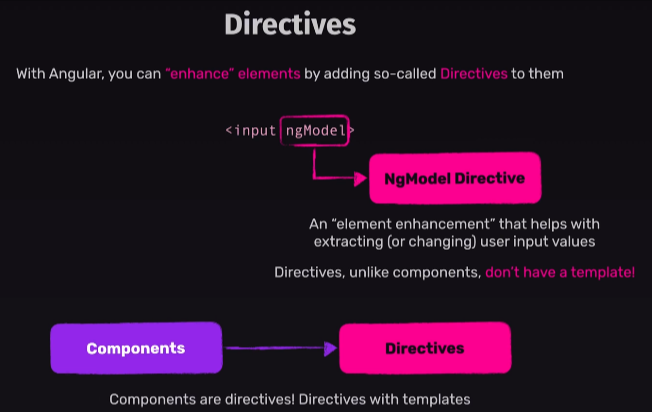 Directives
With Angular, you can “enhance” elements by adding so-called Directives to them
<input ngModel>
NgModel Directive
An “element enhancement” that helps with
extracting (or changing) user input values
Directives, unlike components, don’t have a template!
Components
Directives
Components are directives! Directives with templates